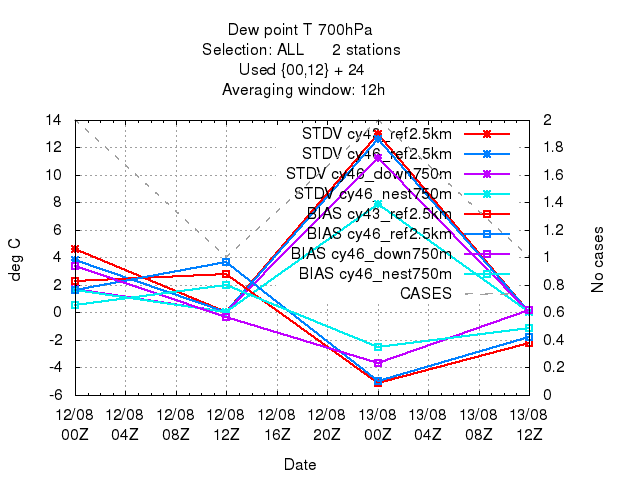 Dew point T 700hPa
Selection: ALL 2 stations
Used {00,12} + 24
Averaging window: 12h
14 2
12 1.8
10 1.6
8 1.4
6 1.2
4 1
2 0.8
0 0.6
-2 0.4
-4 0.2
-6 0
deg C
No cases
STDV cy43_ref2.5km
STDV cy46_ref2.5km
STDV cy46_down750m
STDV cy46_nest750m
BIAS cy43_ref2.5km
BIAS cy46_ref2.5km
BIAS cy46_down750m
BIAS cy46_nest750m
CASES
12/08 12/08 12/08 12/08 12/08 12/08 13/08 13/08 13/08 13/08
00Z 04Z 08Z 12Z 16Z 20Z 00Z 04Z 08Z 12Z
Date